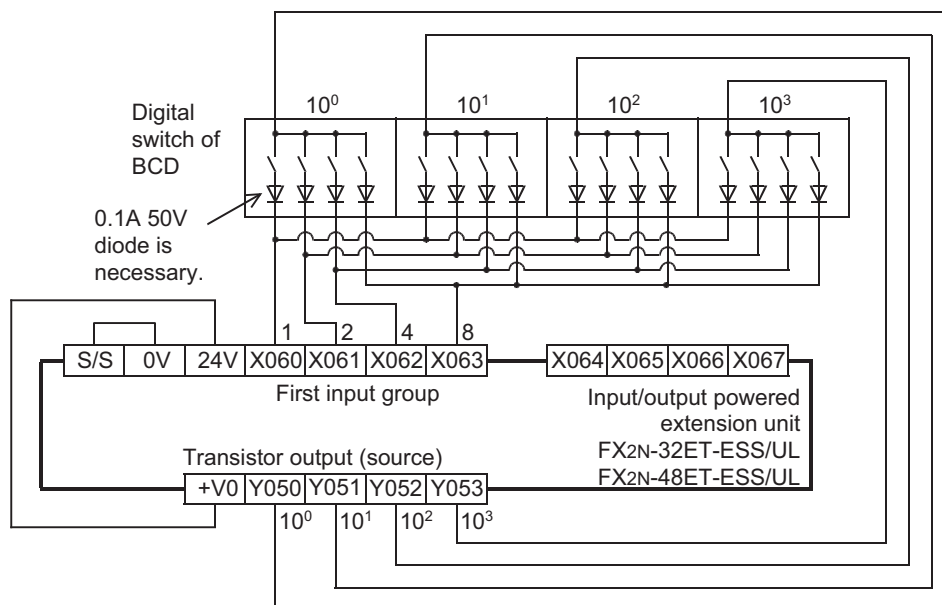 10⁰ 10¹ 10² 10³
Digital
switch of
BCD
0.1A 50V
diode is
necessary.
1 2 4 8
S/S 0V 24V X060 X061 X062 X063 X064 X065 X066 X067
First input group
Input/output powered
extension unit
FX2N-32ET-ESS/UL
FX2N-48ET-ESS/UL
Transistor output (source)
+V0 Y050 Y051 Y052 Y053
10⁰ 10¹ 10² 10³